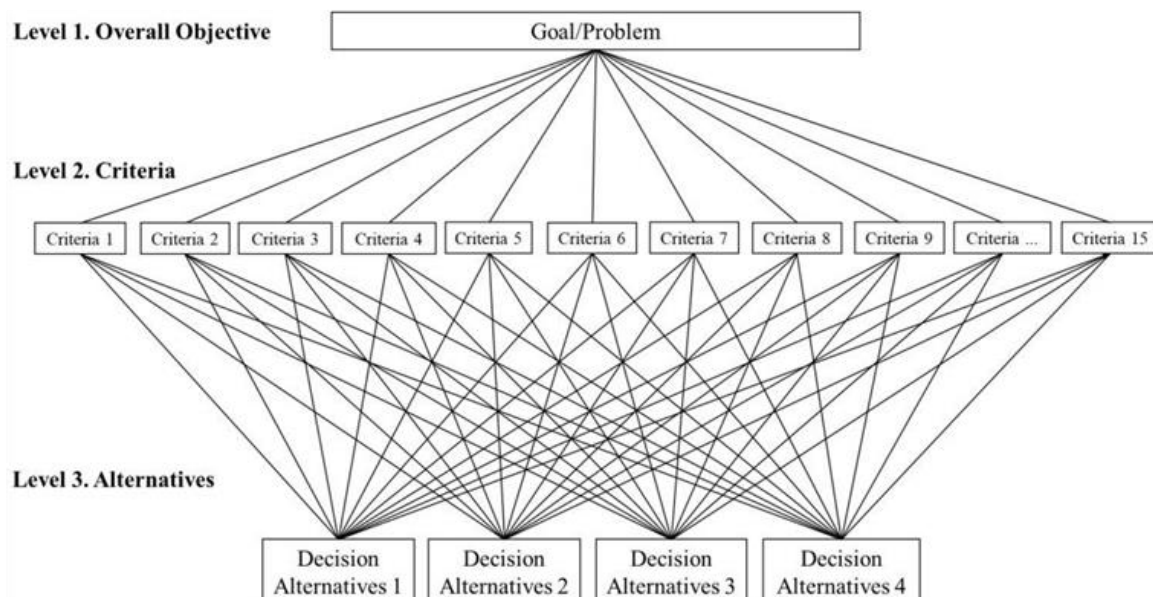 Level 1. Overall Objective
Goal/Problem
Level 2. Criteria
Criteria 1
Criteria 2
Criteria 3
Criteria 4
Criteria 5
Criteria 6
Criteria 7
Criteria 8
Criteria 9
Criteria ...
Criteria 15
Level 3. Alternatives
Decision
Alternatives 1
Decision
Alternatives 2
Decision
Alternatives 3
Decision
Alternatives 4